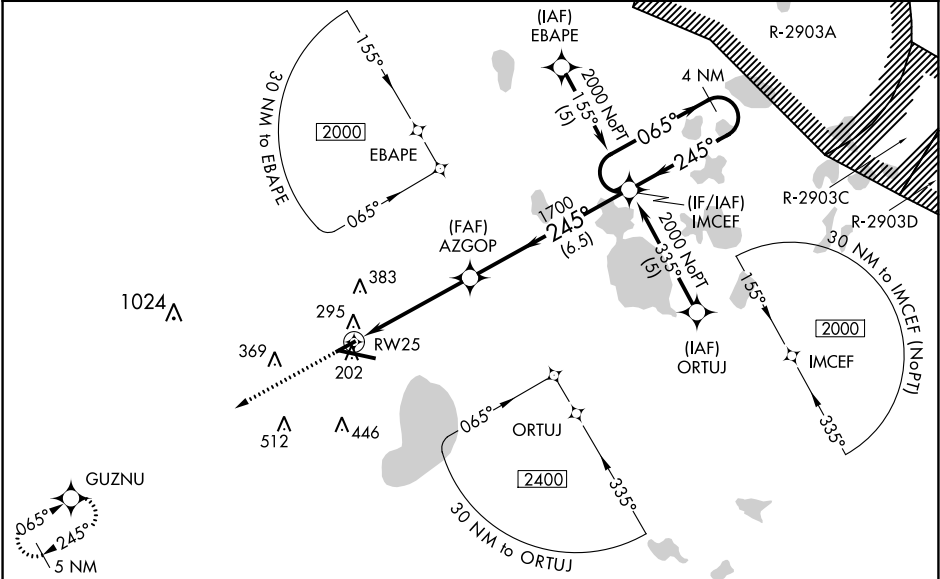 (IAF)
EBAPE
R-2903A
155°
30 NM to EBAPE
2000
EBAPE
065°
2000 NoPT
155°
(5)
4 NM
065°
245°
R-2903C
R-2903D
(IF/IAF)
IMCEF
1700
245°
(6.5)
(FAF)
AZGOP
2000 NoPT
335°
(5)
(IAF)
ORTUJ
30 NM to IMCEF (NoPT)
155°
2000
IMCEF
335°
383
1024
295
RW25
369
202
512
446
065°
ORTUJ
2400
335°
30 NM to ORTUJ
GUZNU
065°
245°
5 NM